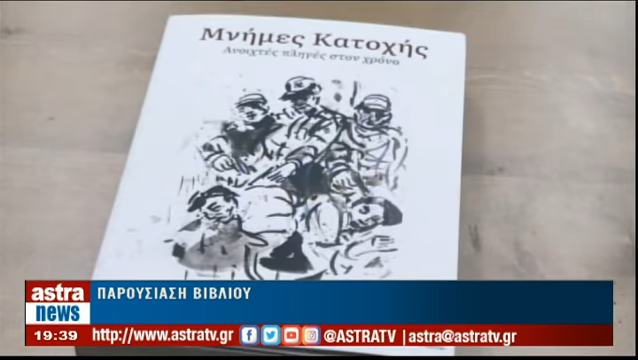 Μνήμες Κατοχής
Ανοιχτές πληγές στον χρόνο
astra
news
ΠΑΡΟΥΣΙΑΣΗ ΒΙΒΛΙΟΥ
19:39
http://www.astratv.gr @ASTRATV | astra@astratv.gr